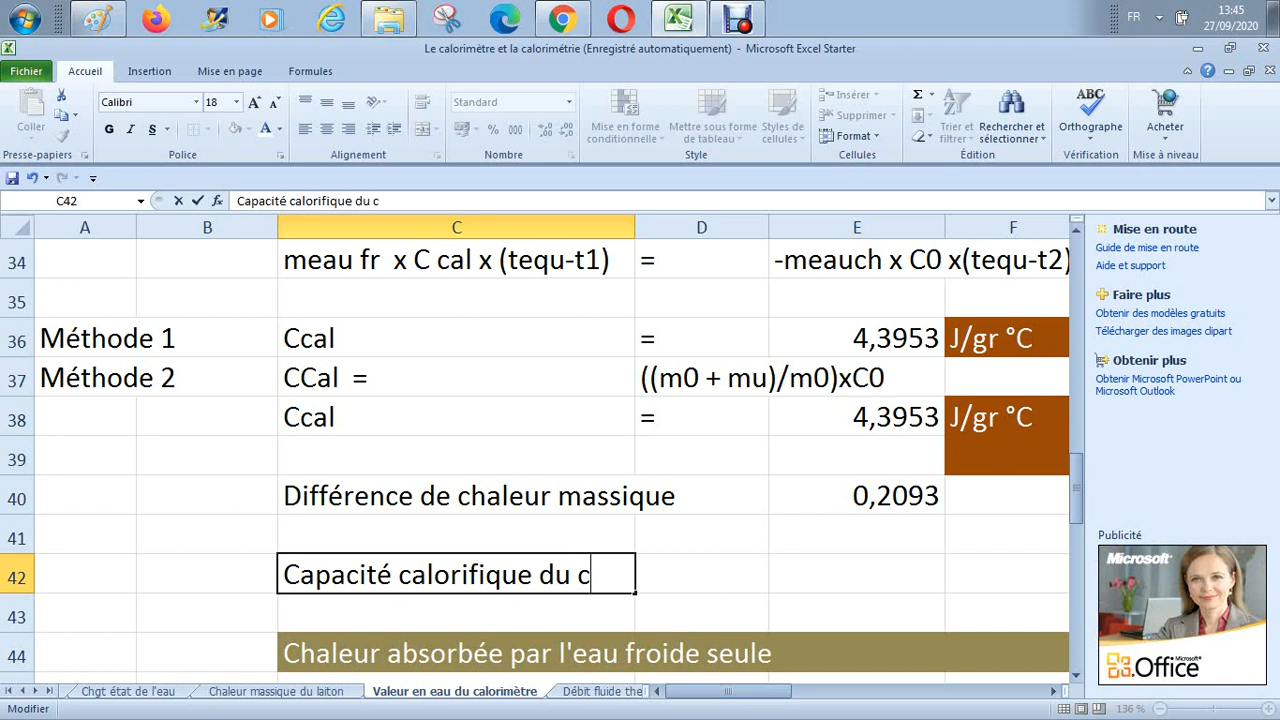 FR
13:45
27/09/2020
Le calorimètre et la calorimétrie (Enregistré automatiquement) - Microsoft Excel Starter
Fichier Accueil Insertion Mise en page Formules
Coller
Presse-papiers
Calibri 18
G I S
Police
Alignement
Standard
% 000
Nombre
Mise en forme conditionnelle
Mettre sous forme de tableau
Styles de cellules
Style
Insérer
Supprimer
Format
Cellules
Σ
Trier et filtrer
Rechercher et sélectionner
Édition
ABC
Orthographe
Vérification
Acheter
Mise à niveau
C42 fx Capacité calorifique du c
A B C D E F
34 meau fr x C cal x (tequ-t1) = -meauch x C0 x(tequ-t2)
35
36 Méthode 1 Ccal = 4,3953 J/gr °C
37 Méthode 2 CCal = ((m0 + mu)/m0)xC0
38 Ccal = 4,3953 J/gr °C
39
40 Différence de chaleur massique 0,2093
41
42 Capacité calorifique du c
43
44 Chaleur absorbée par l'eau froide seule
Mise en route
Guide de mise en route
Aide et support
Faire plus
Obtenir des modèles gratuits
Télécharger des images clipart
Obtenir plus
Obtenir Microsoft PowerPoint ou
Microsoft Outlook
Publicité
Microsoft
Microsoft
Office
Chgt état de l'eau Chaleur massique du laiton Valeur en eau du calorimètre Débit fluide the
Modifier 136 %